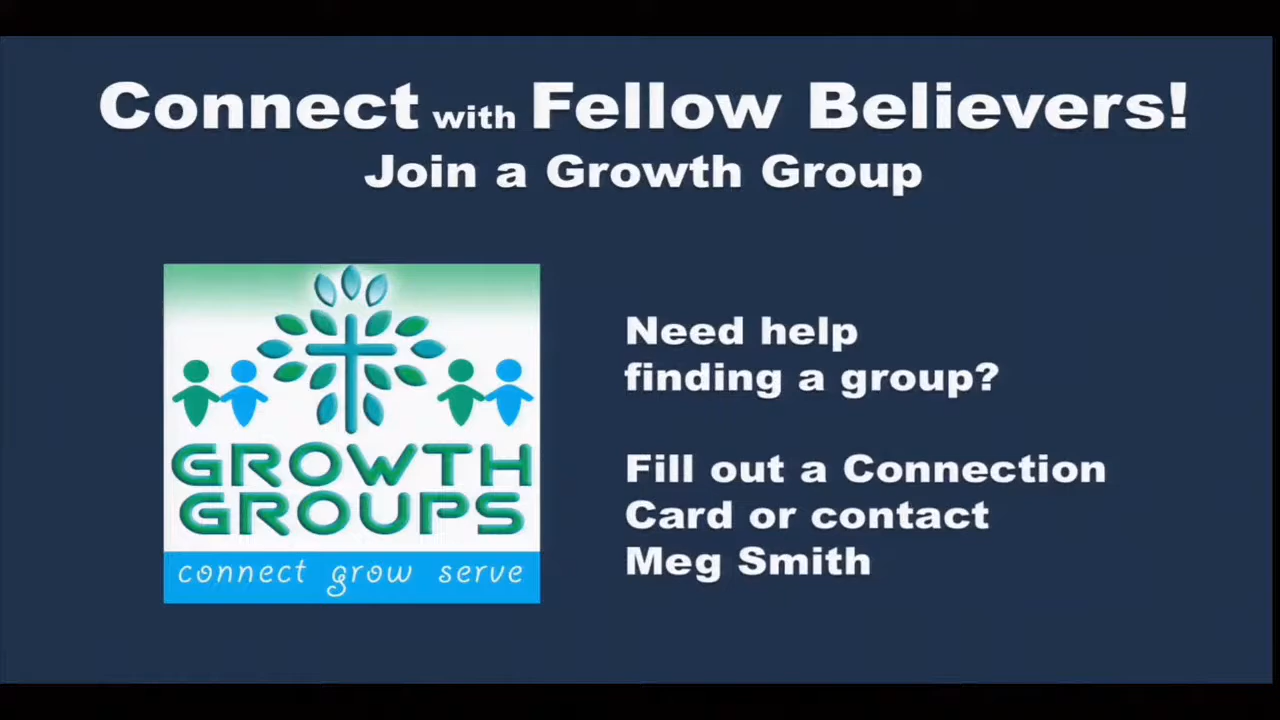 Connect with Fellow Believers!
Join a Growth Group
GROWTH
GROUPS
connect grow serve
Need help
finding a group?
Fill out a Connection
Card or contact
Meg Smith